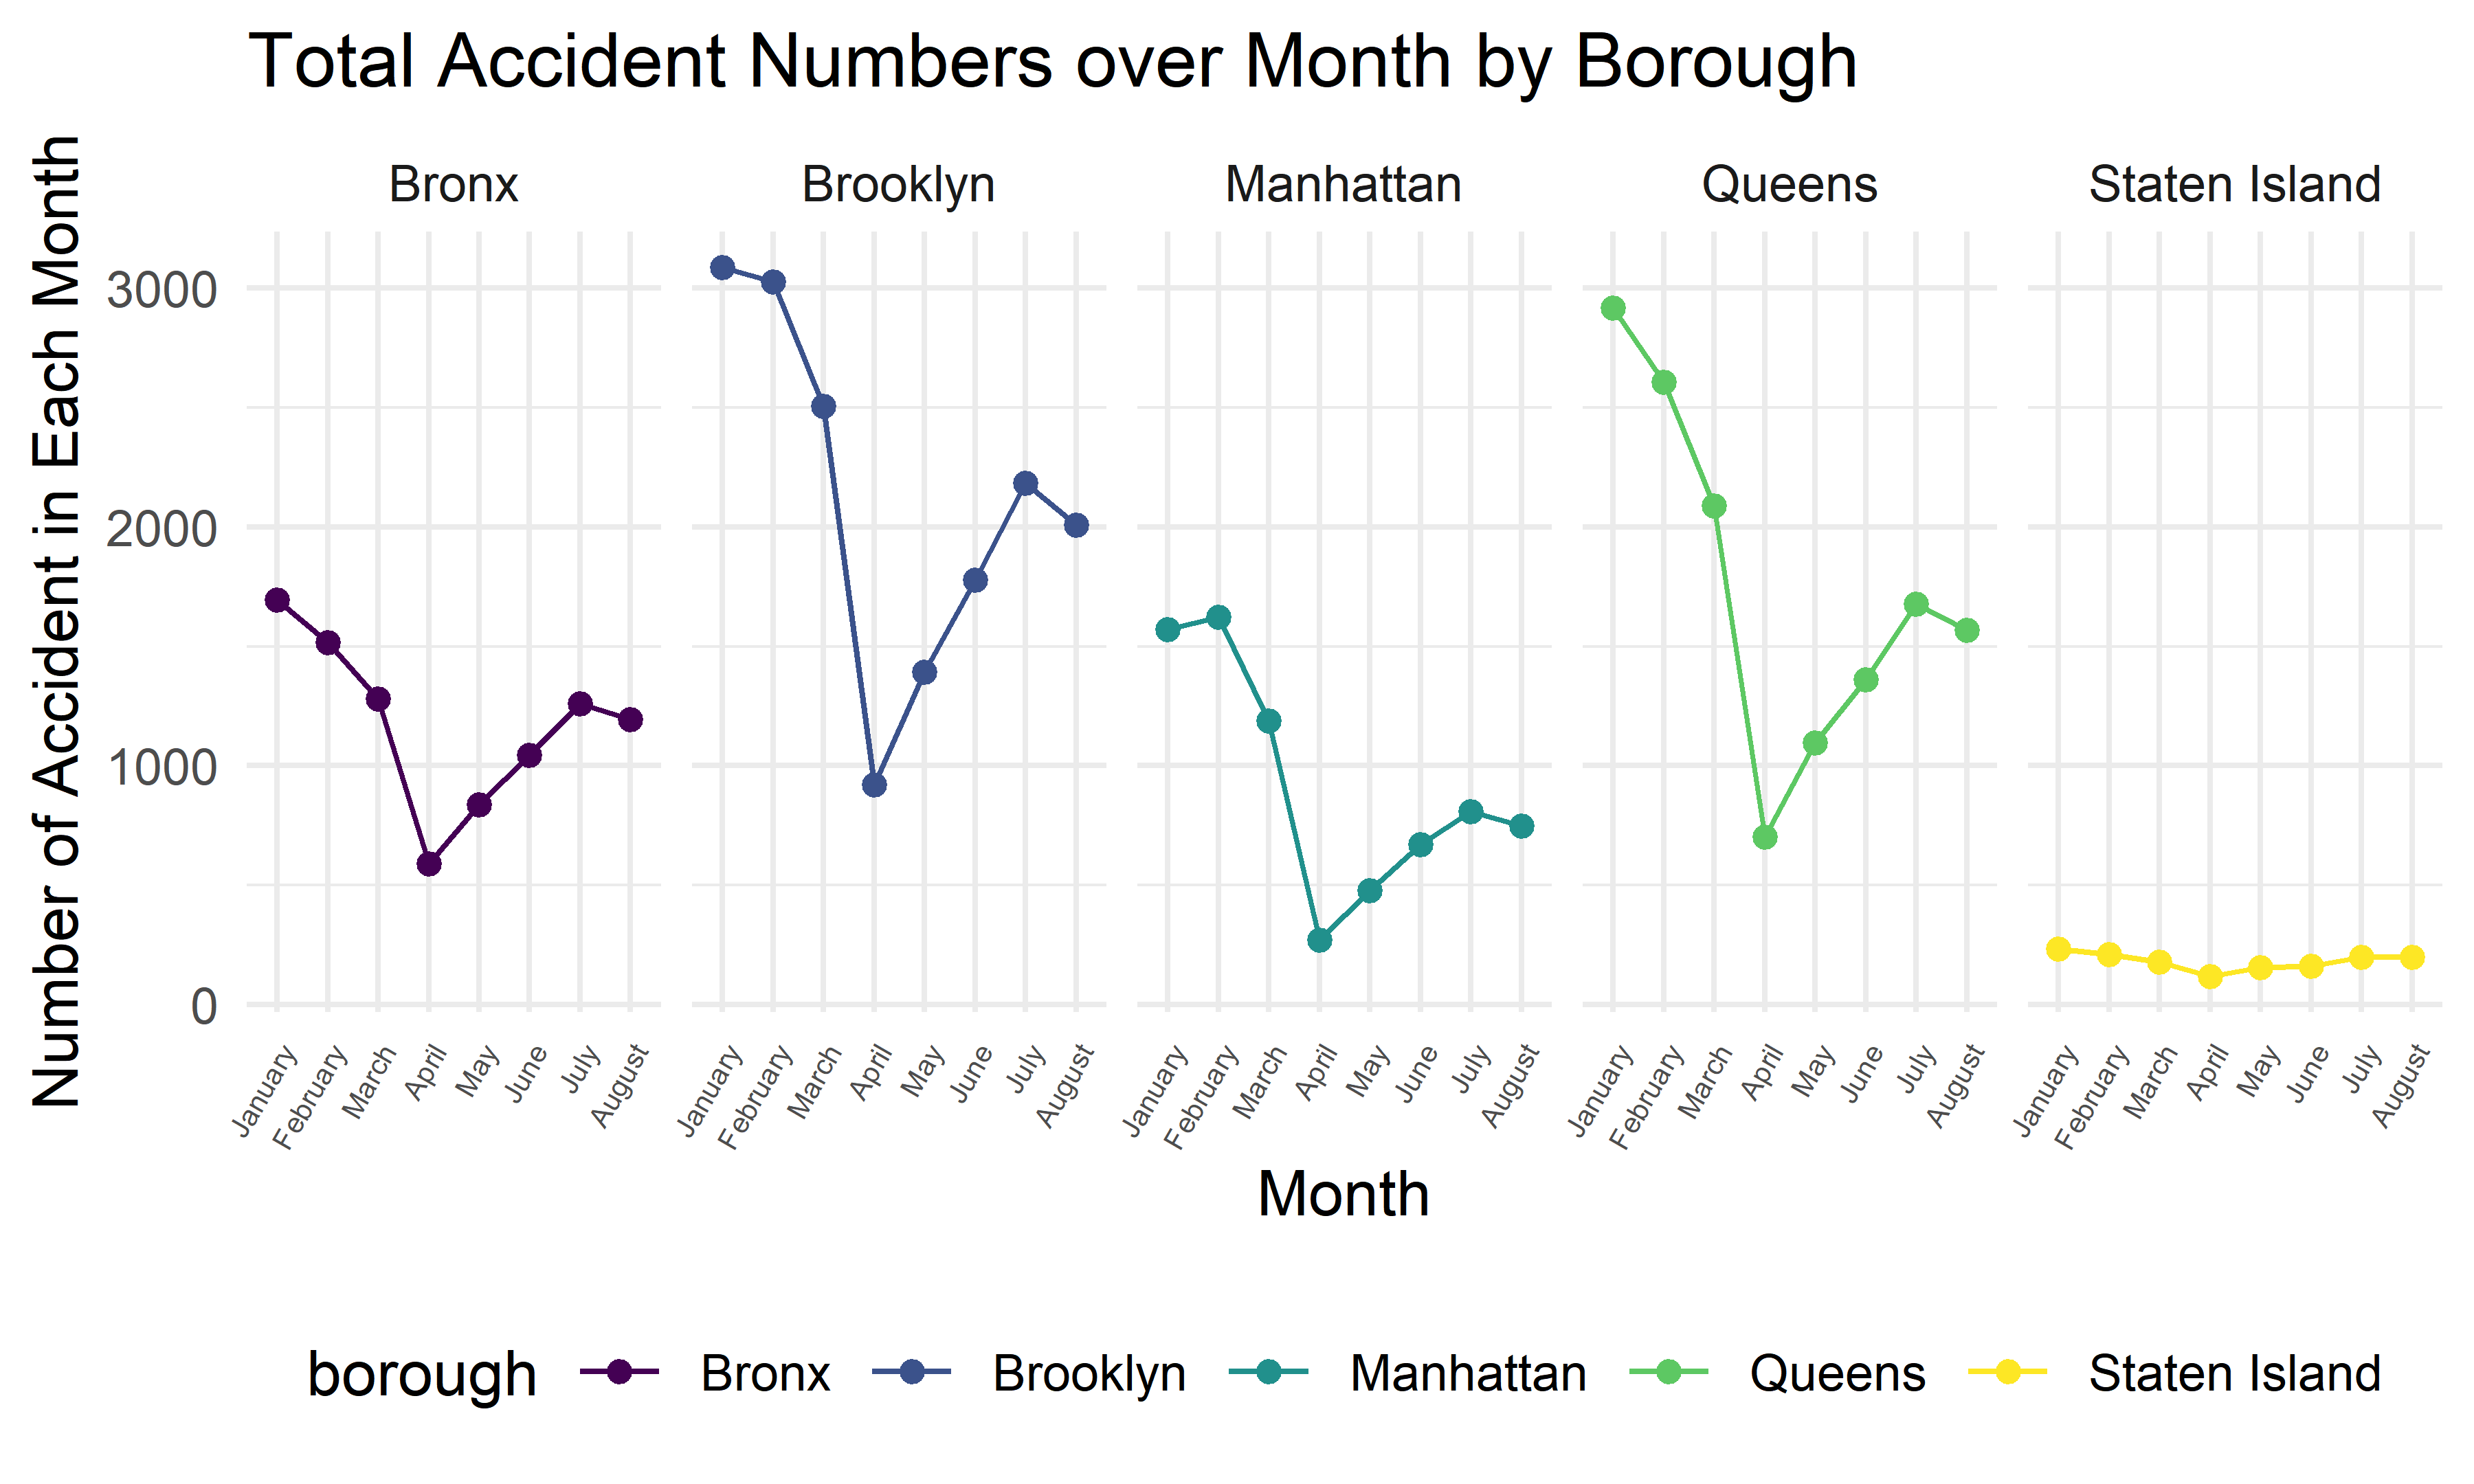 Total Accident Numbers over Month by Borough
Number of Accident in Each Month
Bronx Brooklyn Manhattan Queens Staten Island
3000
2000
1000
0
January February March April May June July August January February March April May June July August January February March April May June July August January February March April May June July August January February March April May June July August
Month
borough Bronx Brooklyn Manhattan Queens Staten Island